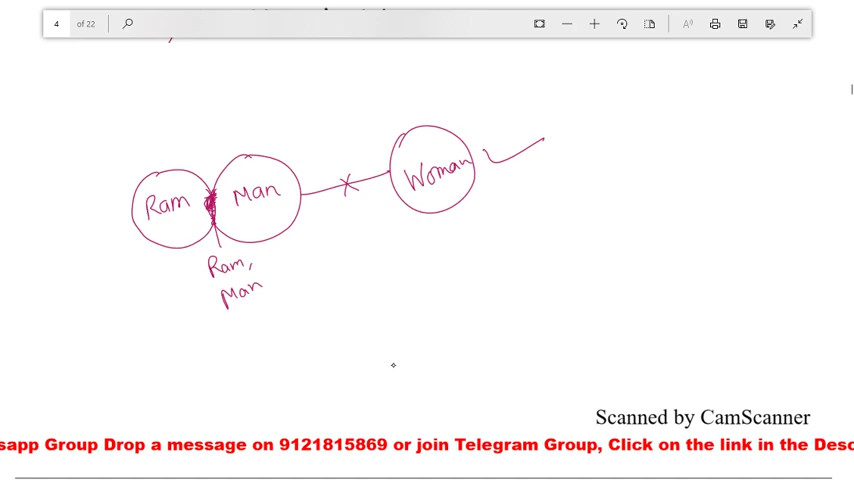 4 of 22
Ram
Man
Woman
Ram,
Man
Scanned by CamScanner
sapp Group Drop a message on 9121815869 or join Telegram Group, Click on the link in the Desc